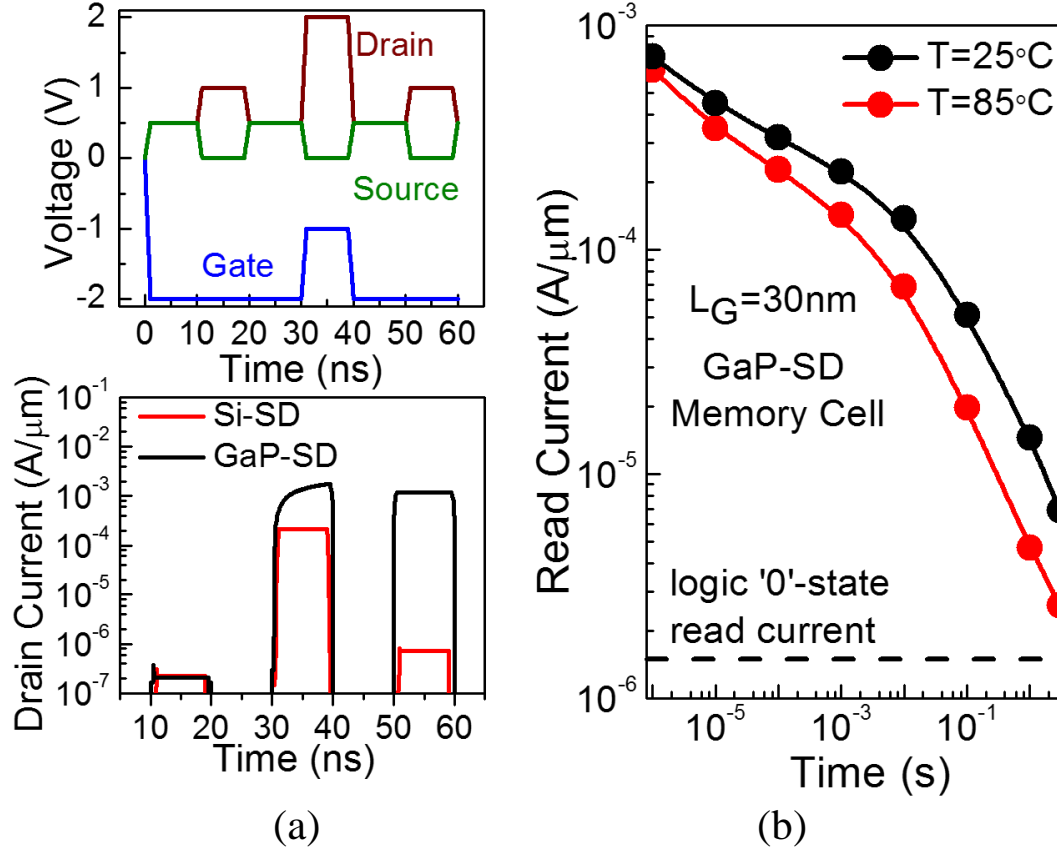 2
1
0
-1
-2
Voltage (V)
Drain
Source
Gate
0 10 20 30 40 50 60
Time (ns)
10⁻¹
10⁻²
10⁻³
10⁻⁴
10⁻⁵
10⁻⁶
10⁻⁷
Drain Current (A/μm)
Si-SD
GaP-SD
10 20 30 40 50 60
Time (ns)
(a)
10⁻³
10⁻⁴
10⁻⁵
10⁻⁶
Read Current (A/μm)
T=25°C
T=85°C
L_G=30nm
GaP-SD
Memory Cell
logic '0'-state
read current
10⁻⁵ 10⁻³ 10⁻¹
Time (s)
(b)